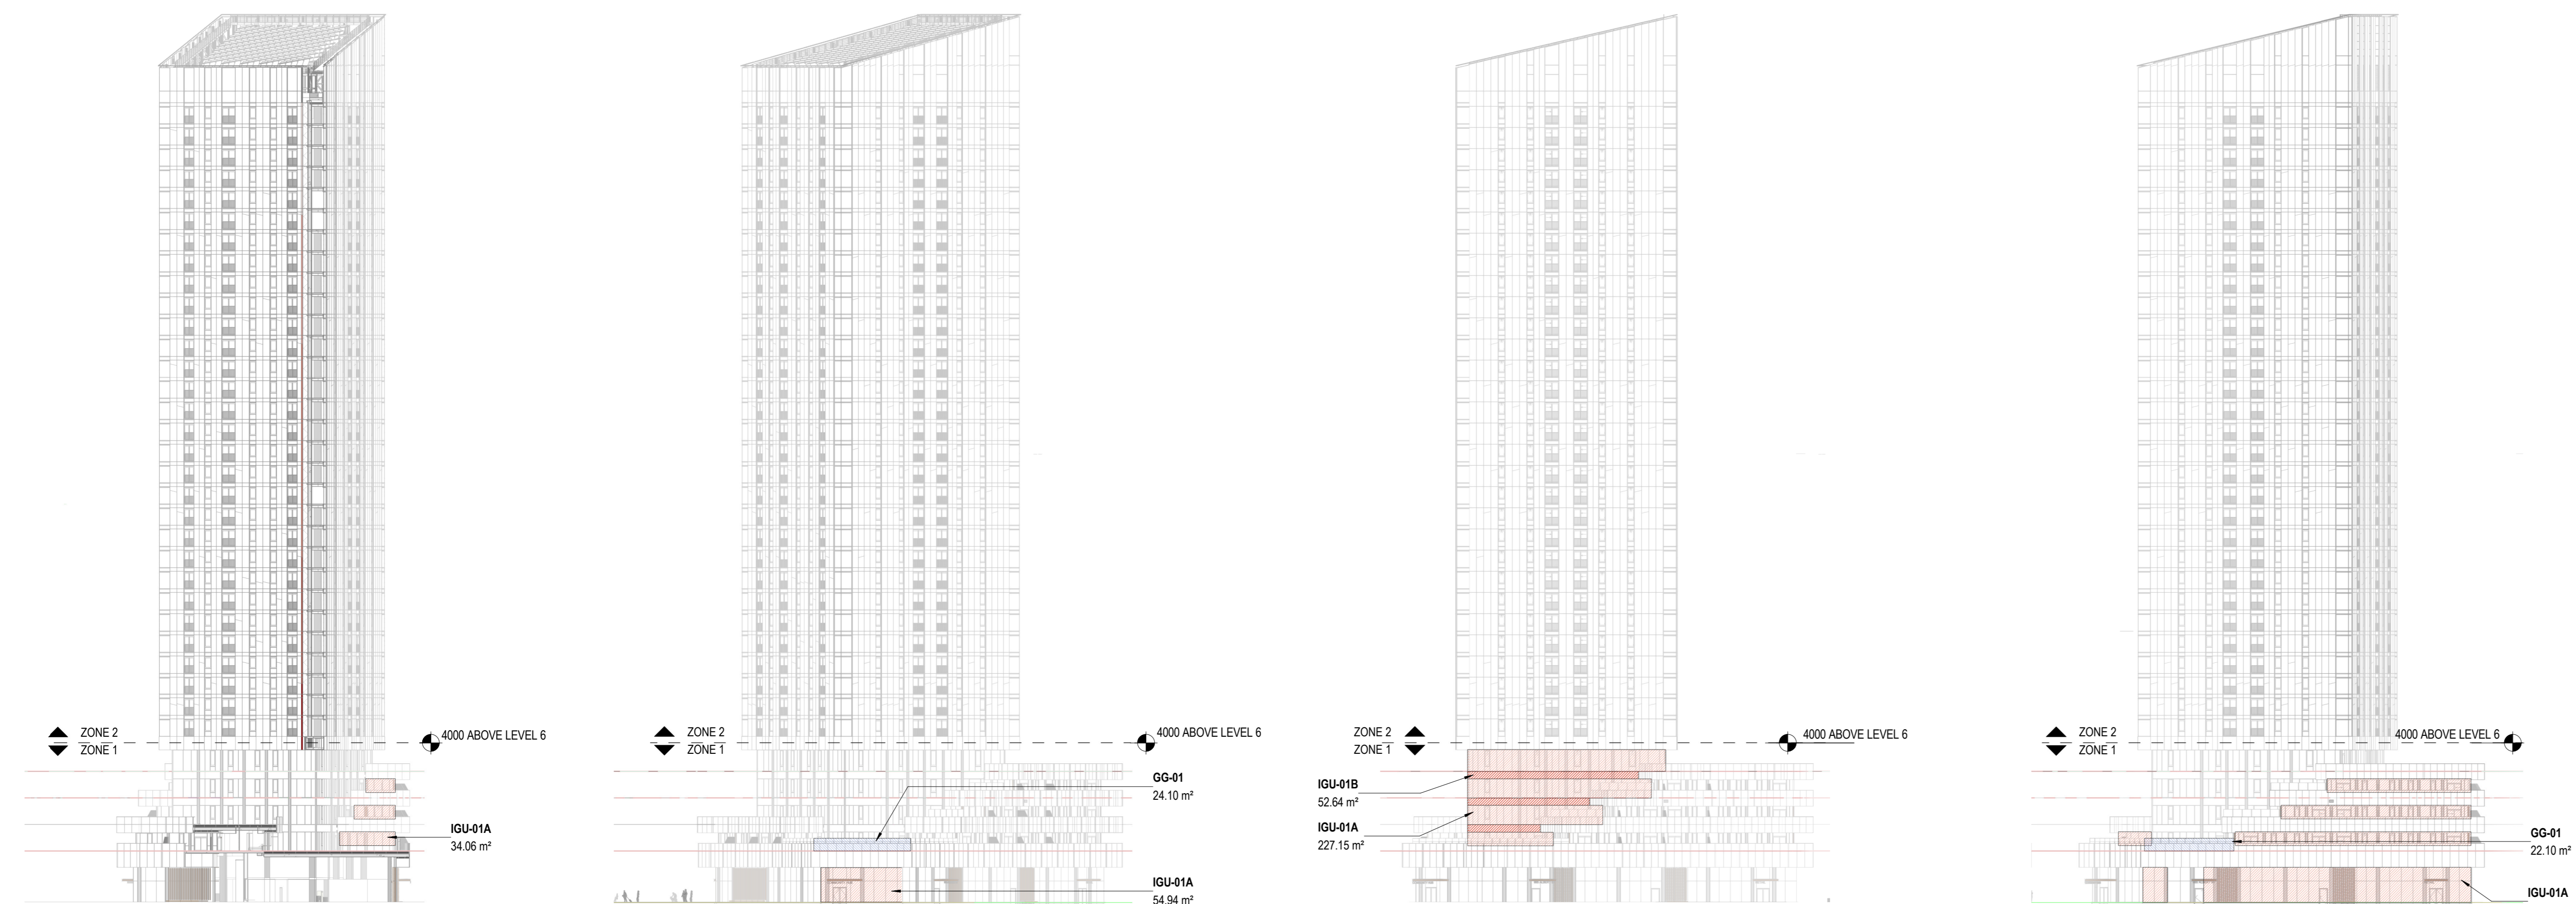 ZONE 2
ZONE 1
4000 ABOVE LEVEL 6
IGU-01A
34.06 m²
ZONE 2
ZONE 1
4000 ABOVE LEVEL 6
GG-01
24.10 m²
IGU-01A
54.94 m²
ZONE 2
ZONE 1
4000 ABOVE LEVEL 6
IGU-01B
52.64 m²
IGU-01A
227.15 m²
ZONE 2
ZONE 1
4000 ABOVE LEVEL 6
GG-01
22.10 m²
IGU-01A